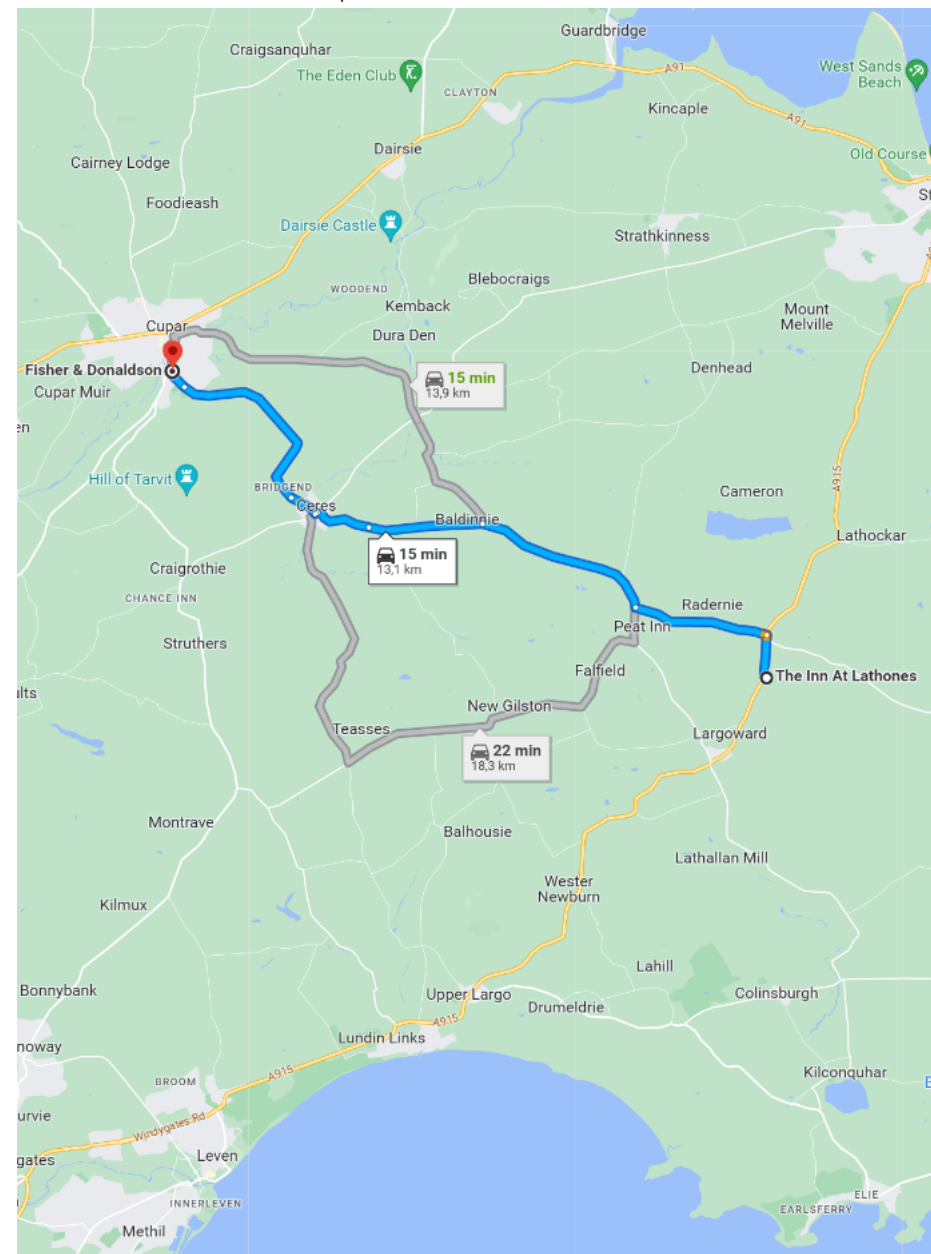 Guardbridge
Craigsanquhar
The Eden Club
A91
West Sands
Beach
CLAYTON
Kincaple
A91
Dairsie
Old Course
Cairney Lodge
St
Foodieash
Dairsie Castle
Strathkinness
Blebocraigs
WOODEND
Kemback
Mount
Melville
Cupar
Dura Den
Denhead
Fisher & Donaldson
15 min
13,9 km
Cupar Muir
en
Hill of Tarvit
A915
BRIDGEND
Cameron
Ceres
Baldinnie
Lathockar
15 min
13,1 km
Craigrothie
CHANCE INN
Radernie
Peat Inn
Struthers
Falfield
The Inn At Lathones
ults
New Gilston
Teasses
Largoward
22 min
18,3 km
Montrave
Balhousie
Lathallan Mill
Wester
Newburn
Kilmux
Lahill
Bonnybank
Upper Largo
Colinsburgh
Drumeldrie
A915
Lundin Links
noway
A915
Kilconquhar
BROOM
E
urvie
Windygates Rd
Leven
gates
ELIE
INNERLEVEN
EARLSFERRY
Methil